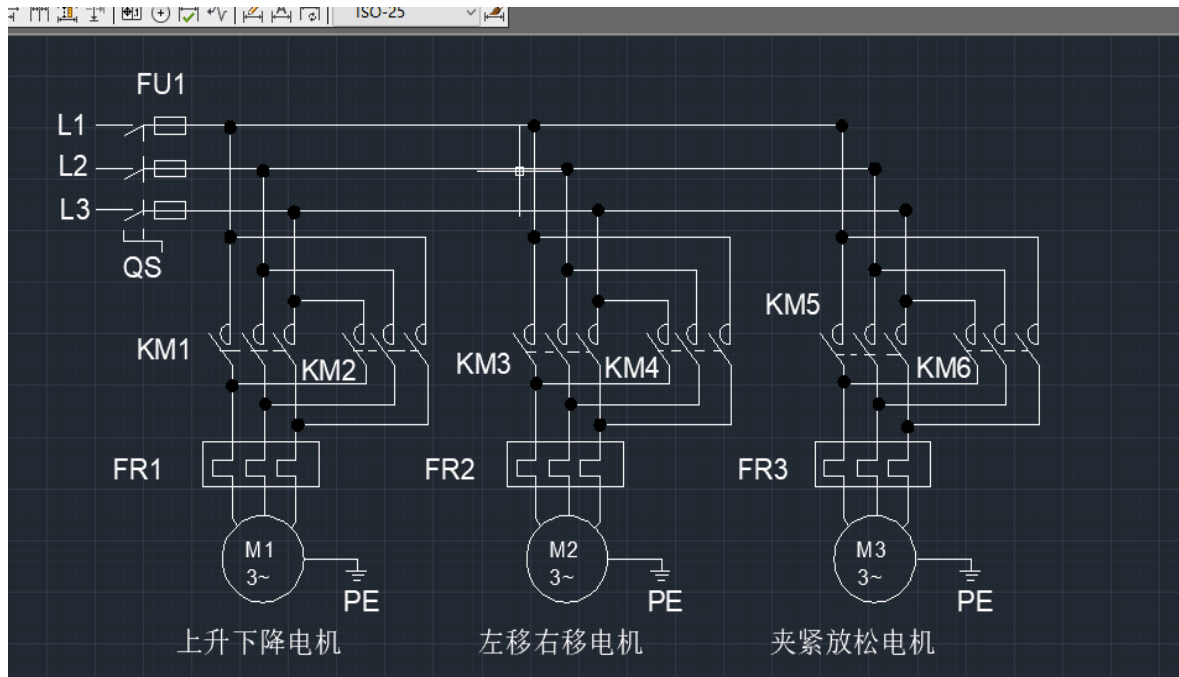 ISO-25
FU1
L1
L2
L3
QS
KM1
KM2
KM3
KM4
KM5
KM6
FR1
FR2
FR3
M1
3~
M2
3~
M3
3~
PE
PE
PE
上升下降电机
左移右移电机
夹紧放松电机